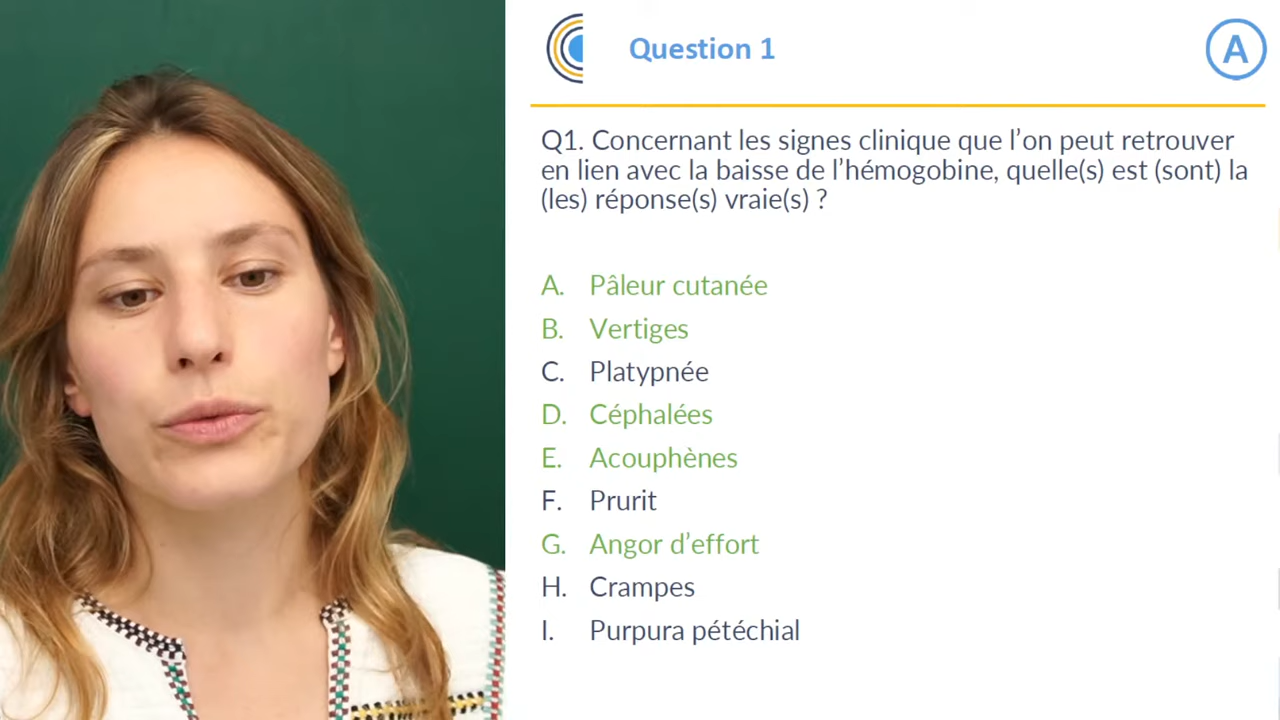 Question 1
A
Q1. Concernant les signes clinique que l’on peut retrouver
en lien avec la baisse de l’hémogobine, quelle(s) est (sont) la
(les) réponse(s) vraie(s) ?
A. Pâleur cutanée
B. Vertiges
C. Platypnée
D. Céphalées
E. Acouphènes
F. Prurit
G. Angor d’effort
H. Crampes
I. Purpura pétéchial